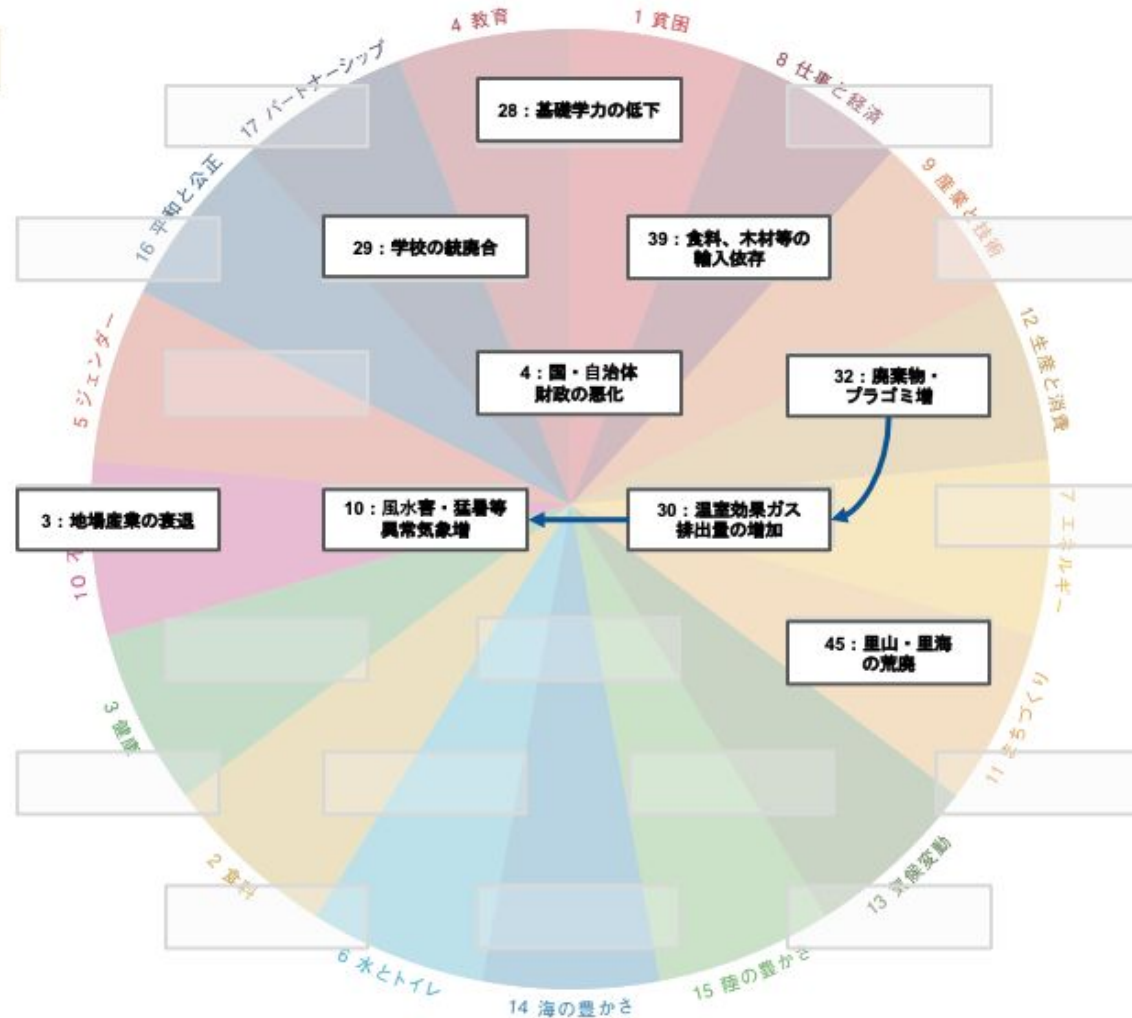 4 教育
1 貧困
17 パートナーシップ
8 仕事と経済
28：基礎学力の低下
16 平和と公正
9 産業と技術
29：学校の統廃合
39：食料、木材等の
輸入依存
5 ジェンダー
12 生産と消費
4：国・自治体
財政の悪化
32：廃棄物・
プラゴミ増
3：地場産業の衰退
10：風水害・猛暑等
異常気象増
30：温室効果ガス
排出量の増加
7 エネルギー
10
45：里山・里海
の荒廃
3 健康
11 まちづくり
2
13 気候変動
6 水とトイレ
15 陸の豊かさ
14 海の豊かさ